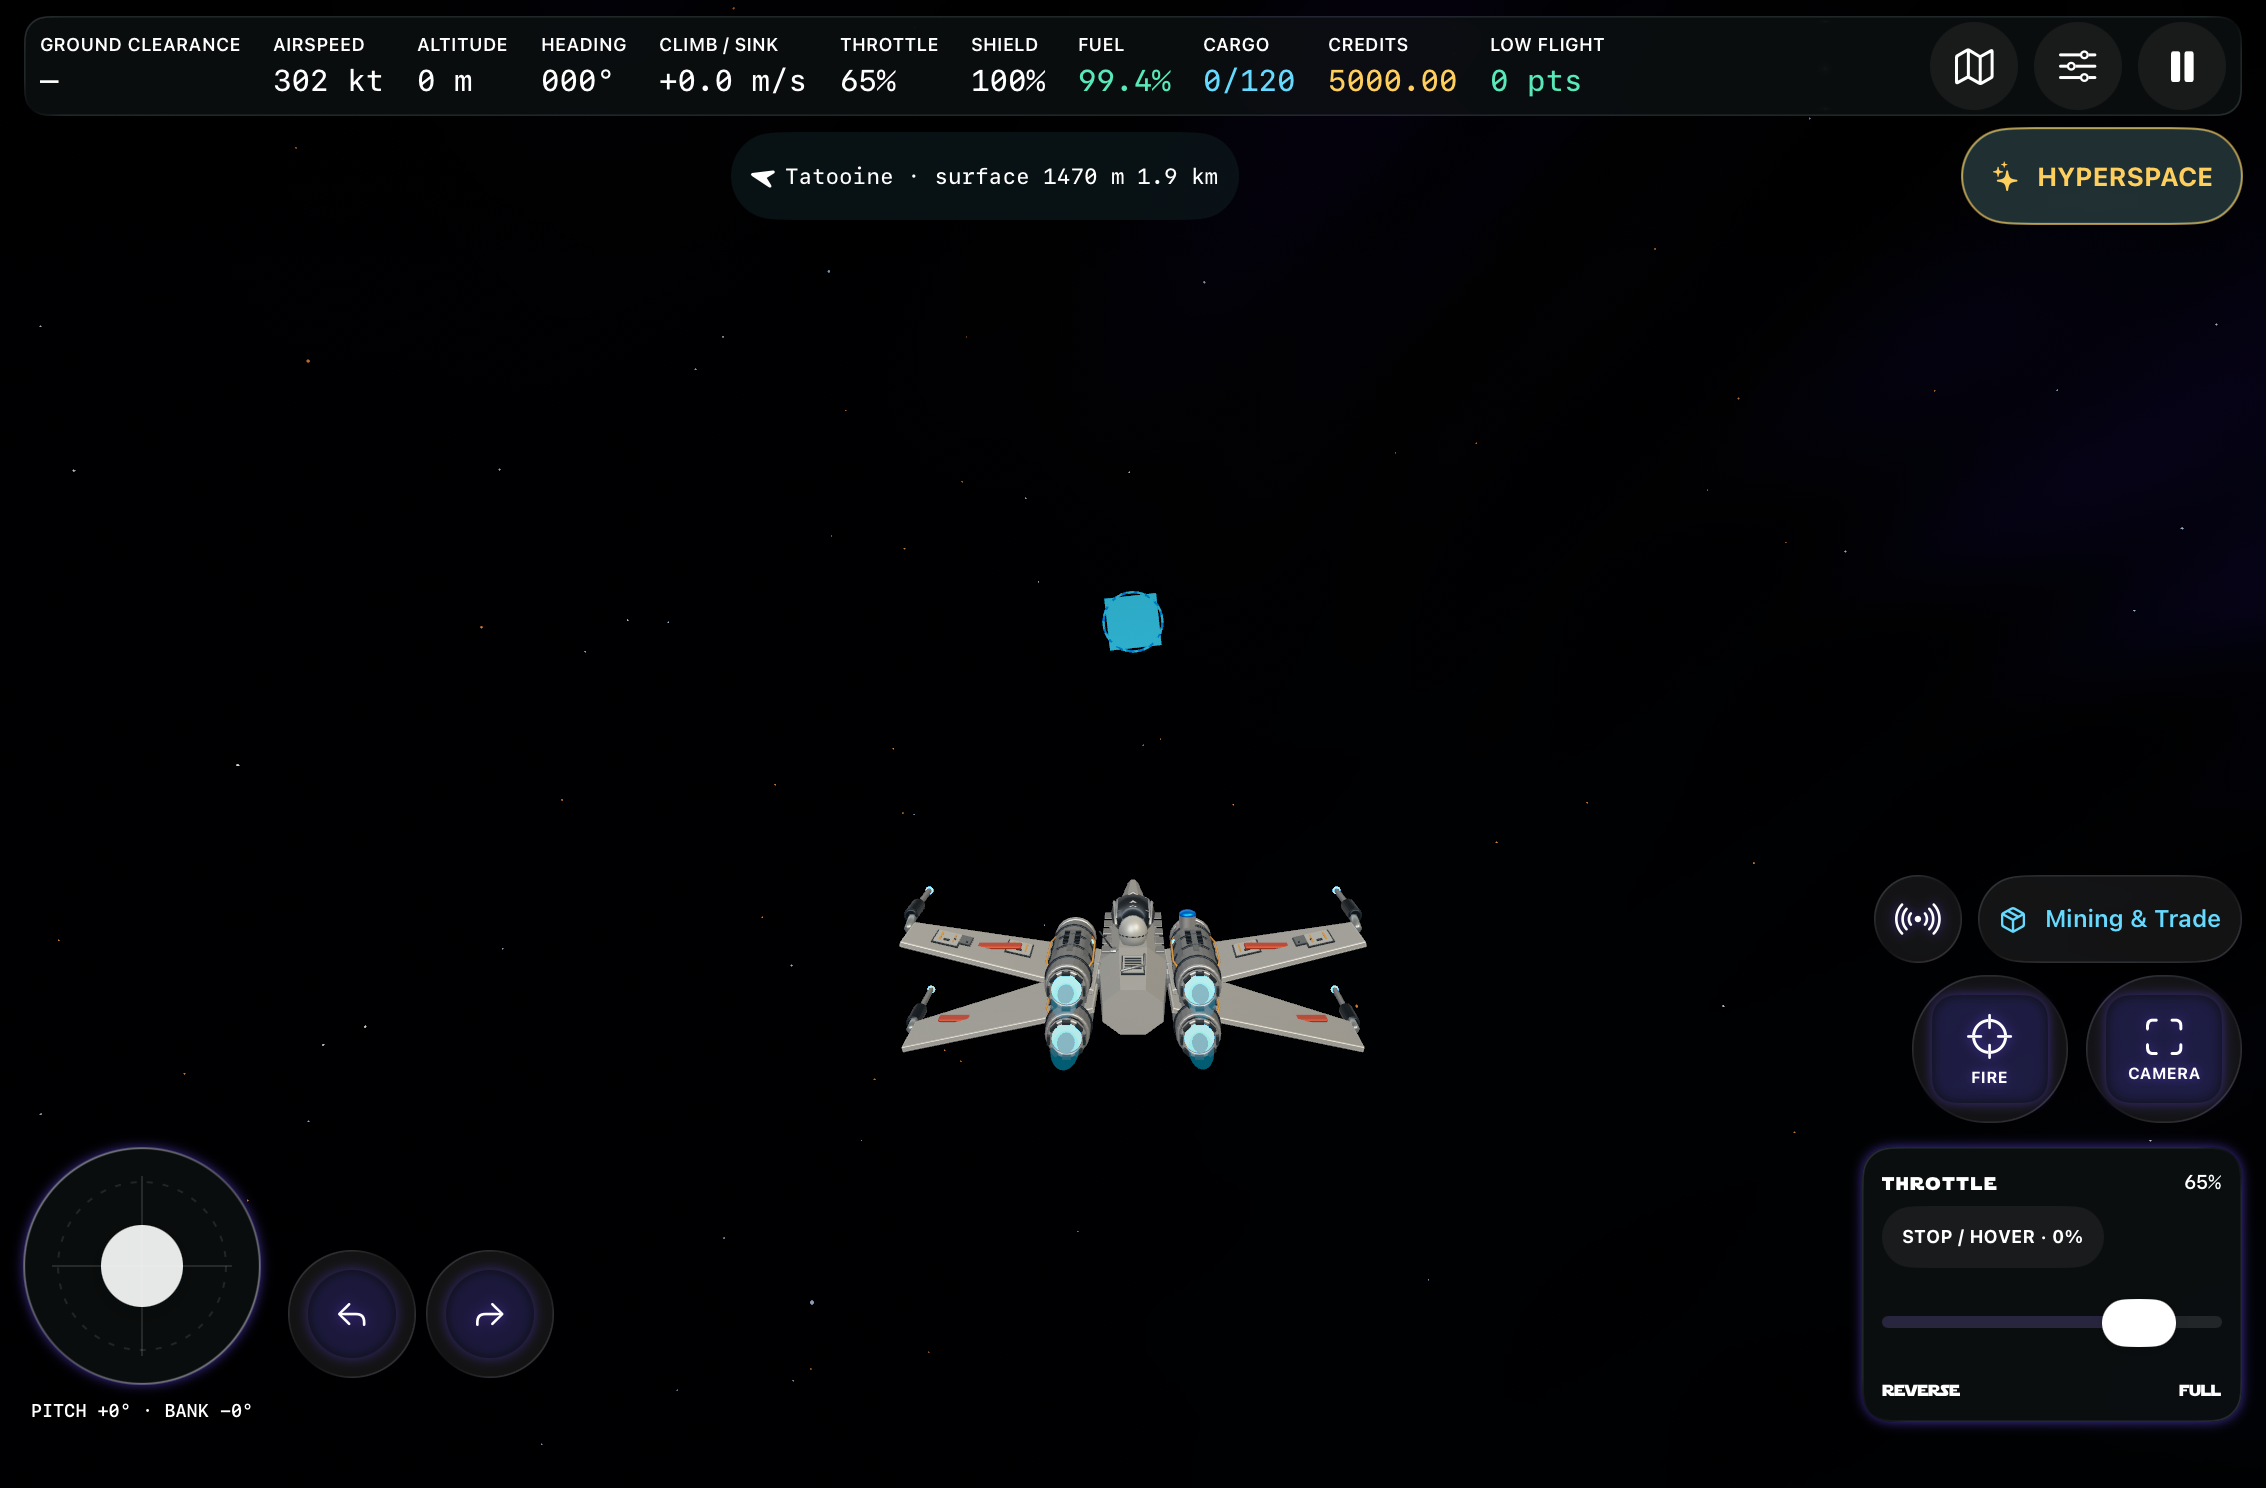 GROUND CLEARANCE AIRSPEED ALTITUDE HEADING CLIMB / SINK THROTTLE SHIELD FUEL CARGO CREDITS LOW FLIGHT
— 302 kt 0 m 000° +0.0 m/s 65% 100% 99.4% 0/120 5000.00 0 pts
Tatooine · surface 1470 m 1.9 km
HYPERSPACE
Mining & Trade
FIRE
CAMERA
THROTTLE 65%
STOP / HOVER · 0%
REVERSE FULL
PITCH +0° · BANK −0°